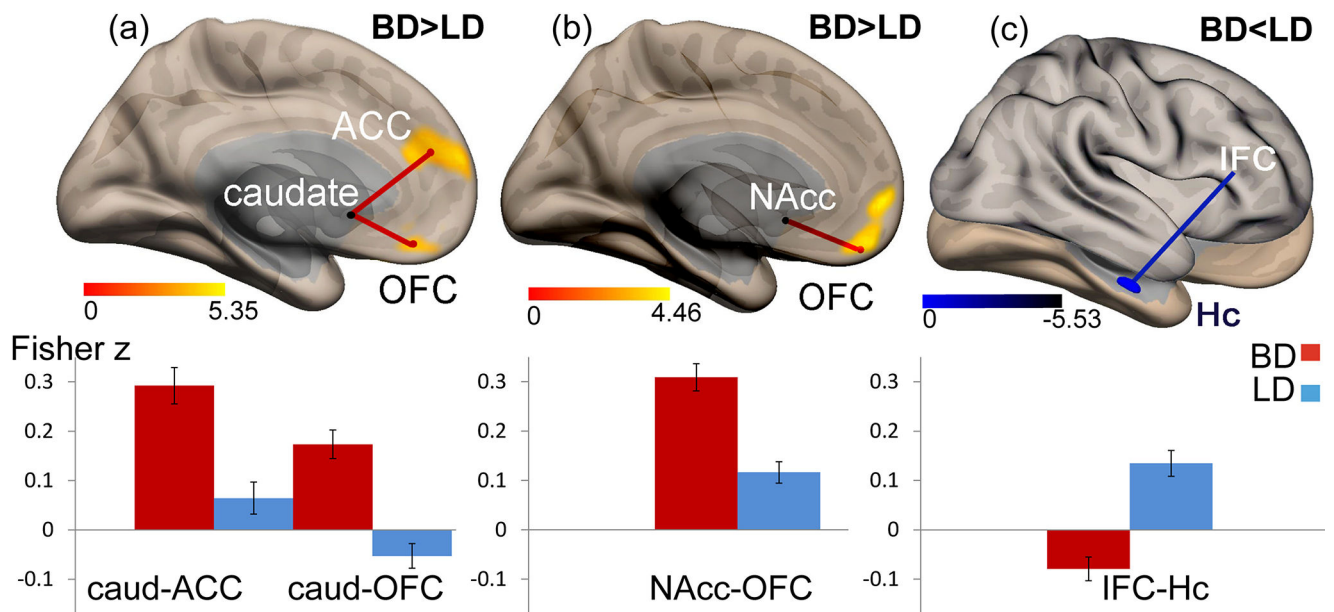 (a) BD>LD
ACC
caudate
OFC
0 5.35
(b) BD>LD
NAcc
OFC
0 4.46
(c) BD<LD
IFC
Hc
0 -5.53
Fisher z
0.3
0.2
0.1
0
-0.1
caud-ACC caud-OFC
0.3
0.2
0.1
0
-0.1
NAcc-OFC
0.3
0.2
0.1
0
-0.1
IFC-Hc
BD
LD